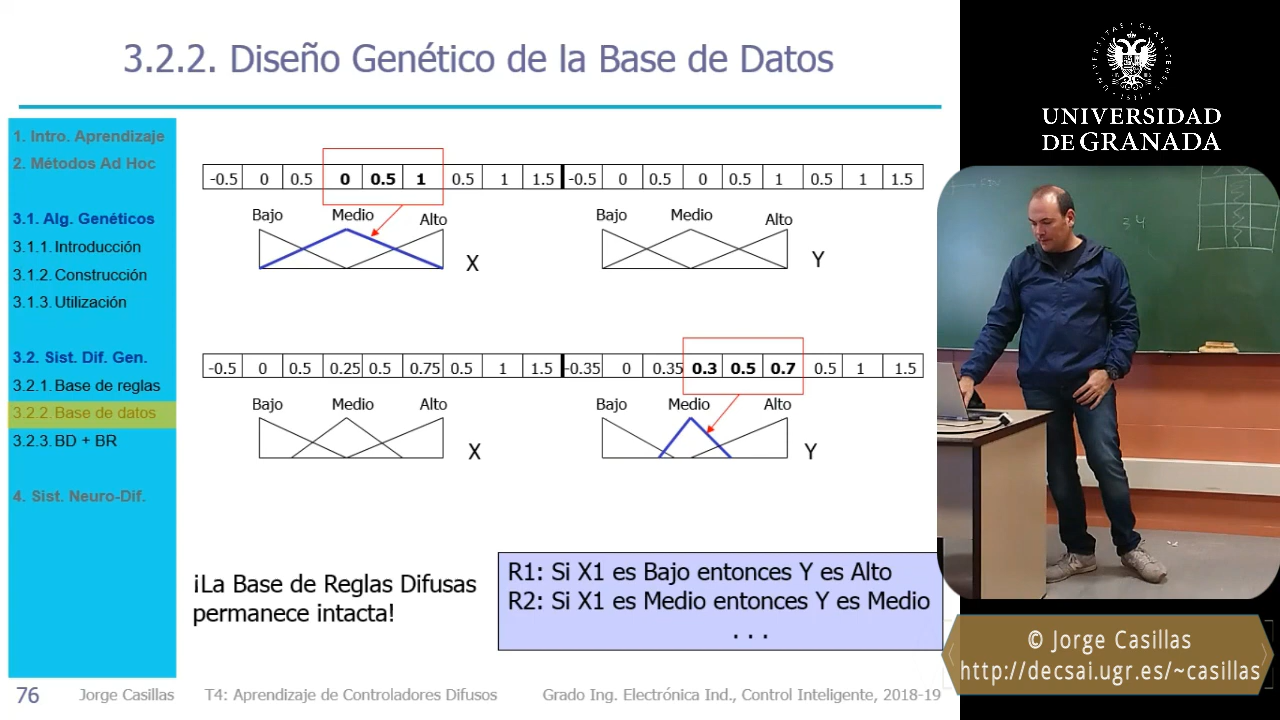 3.2.2. Diseño Genético de la Base de Datos
1. Intro. Aprendizaje
2. Métodos Ad Hoc
3.1. Alg. Genéticos
3.1.1. Introducción
3.1.2. Construcción
3.1.3. Utilización
3.2. Sist. Dif. Gen.
3.2.1. Base de reglas
3.2.2. Base de datos
3.2.3. BD + BR
4. Sist. Neuro-Dif.
-0.5 0 0.5 0 0.5 1 0.5 1 1.5 -0.5 0 0.5 0 0.5 1 0.5 1 1.5
Bajo Medio Alto Bajo Medio Alto
X Y
-0.5 0 0.5 0.25 0.5 0.75 0.5 1 1.5 -0.35 0 0.35 0.3 0.5 0.7 0.5 1 1.5
Bajo Medio Alto Bajo Medio Alto
X Y
¡La Base de Reglas Difusas
permanece intacta!
R1: Si X1 es Bajo entonces Y es Alto
R2: Si X1 es Medio entonces Y es Medio
. . .
76 Jorge Casillas T4: Aprendizaje de Controladores Difusos Grado Ing. Electrónica Ind., Control Inteligente, 2018-19
UNIVERSIDAD
DE GRANADA
34
© Jorge Casillas
http://decsai.ugr.es/~casillas